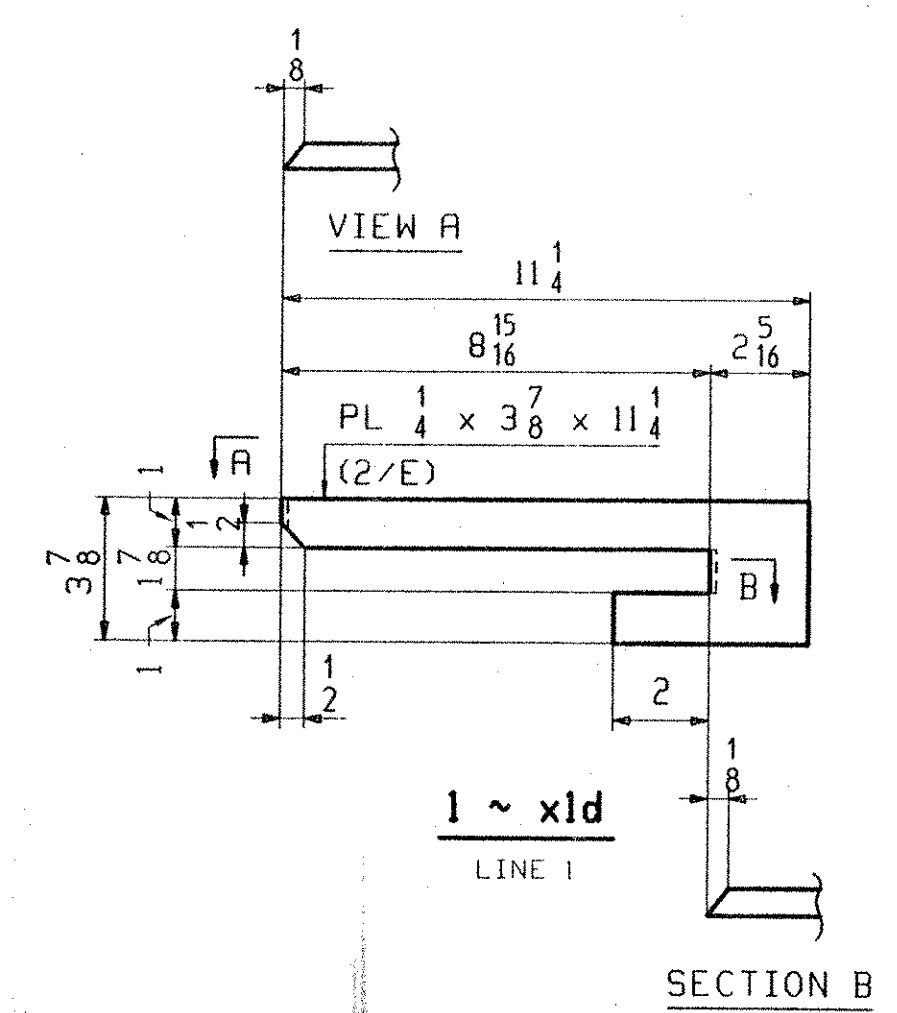 1/8
VIEW A
11 1/4
8 15/16
2 5/16
PL 1/4 x 3 7/8 x 11 1/4
(2/E)
A
1
1/2
3 7/8
1 7/8
B
1
1/2
2
1/8
1 ~ x1d
LINE 1
SECTION B